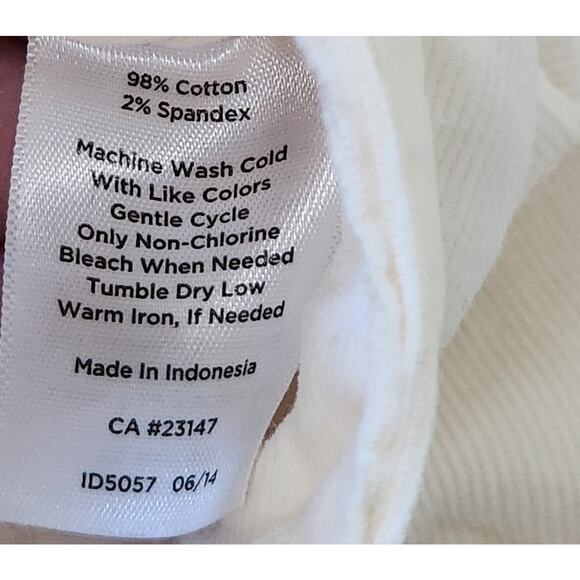 98% Cotton
2% Spandex
Machine Wash Cold
With Like Colors
Gentle Cycle
Only Non-Chlorine
Bleach When Needed
Tumble Dry Low
Warm Iron, If Needed
Made In Indonesia
CA #23147
ID5057 06/14